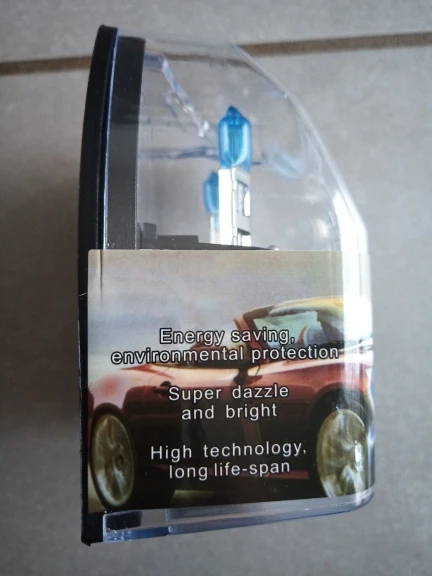 Energy saving,
environmental protection
Super dazzle
and bright
High technology,
long life-span